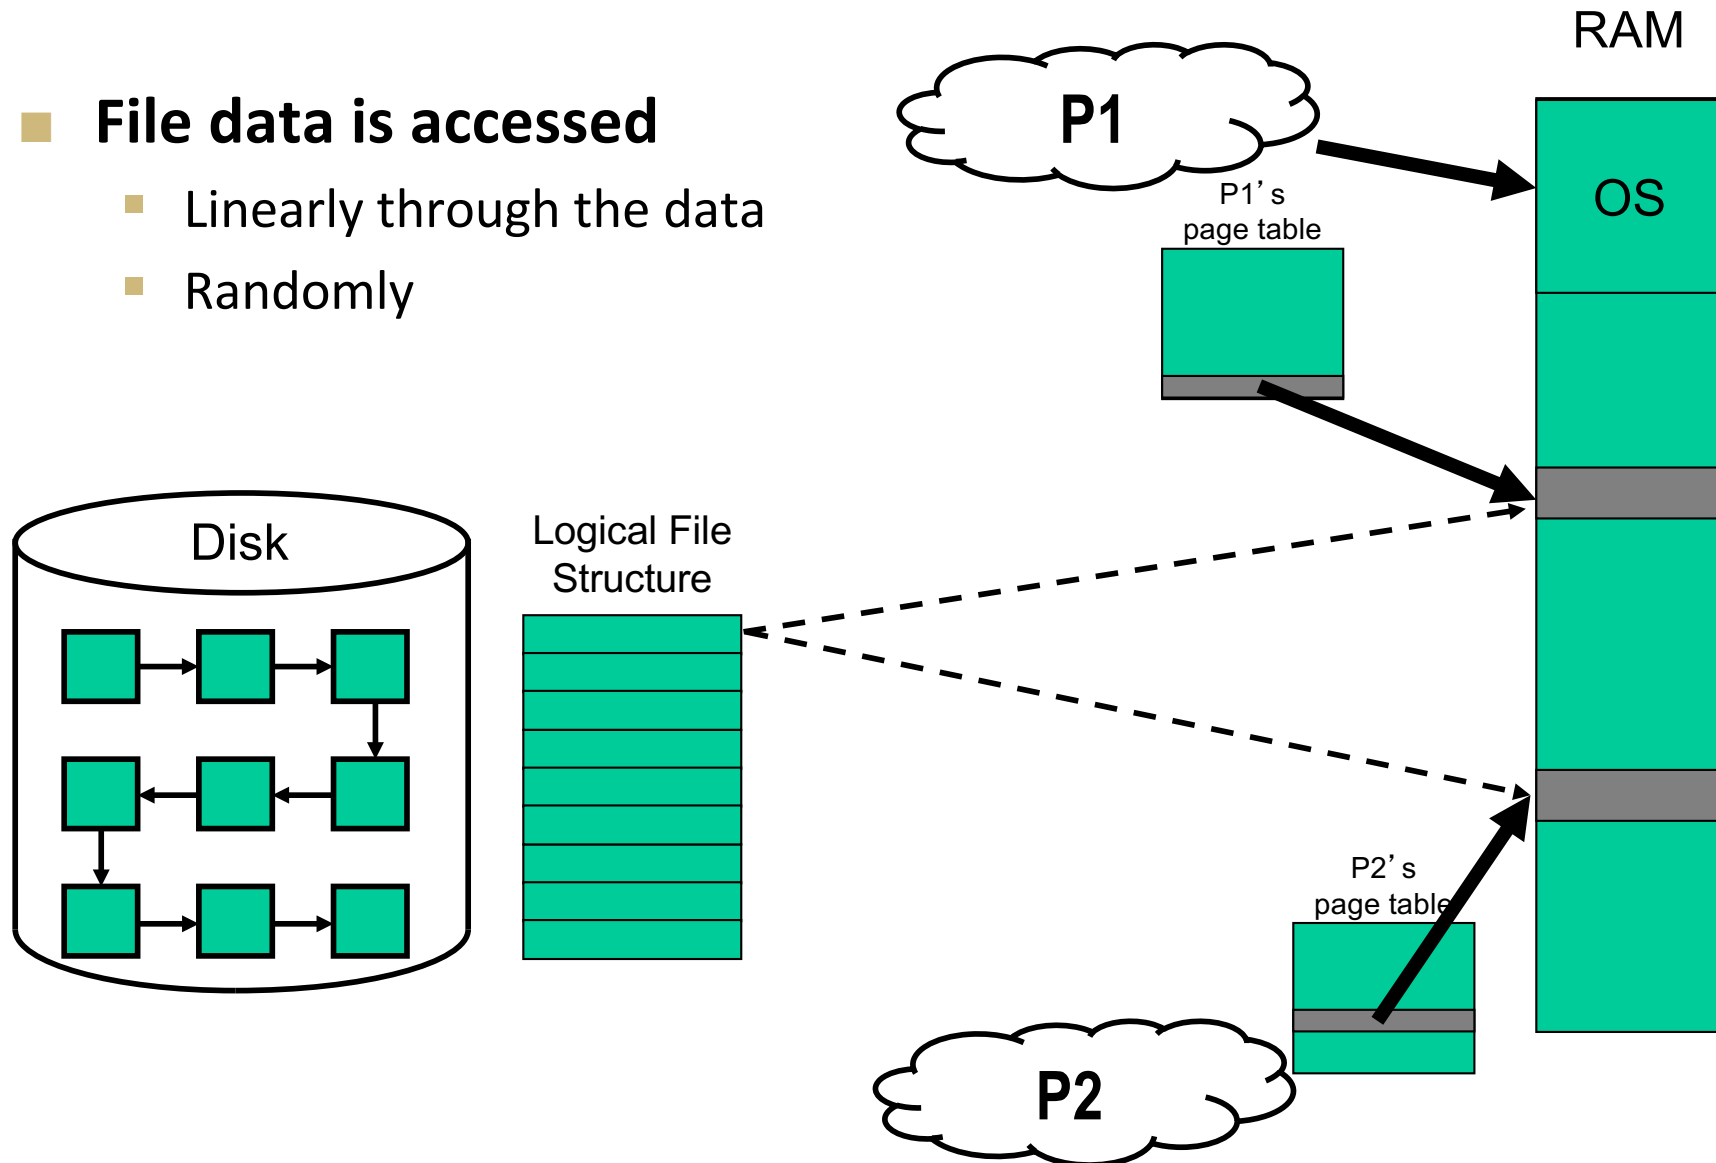 File data is accessed
Linearly through the data
Randomly
RAM
P1
OS
P1’s
page table
Disk
Logical File
Structure
P2’s
page table
P2